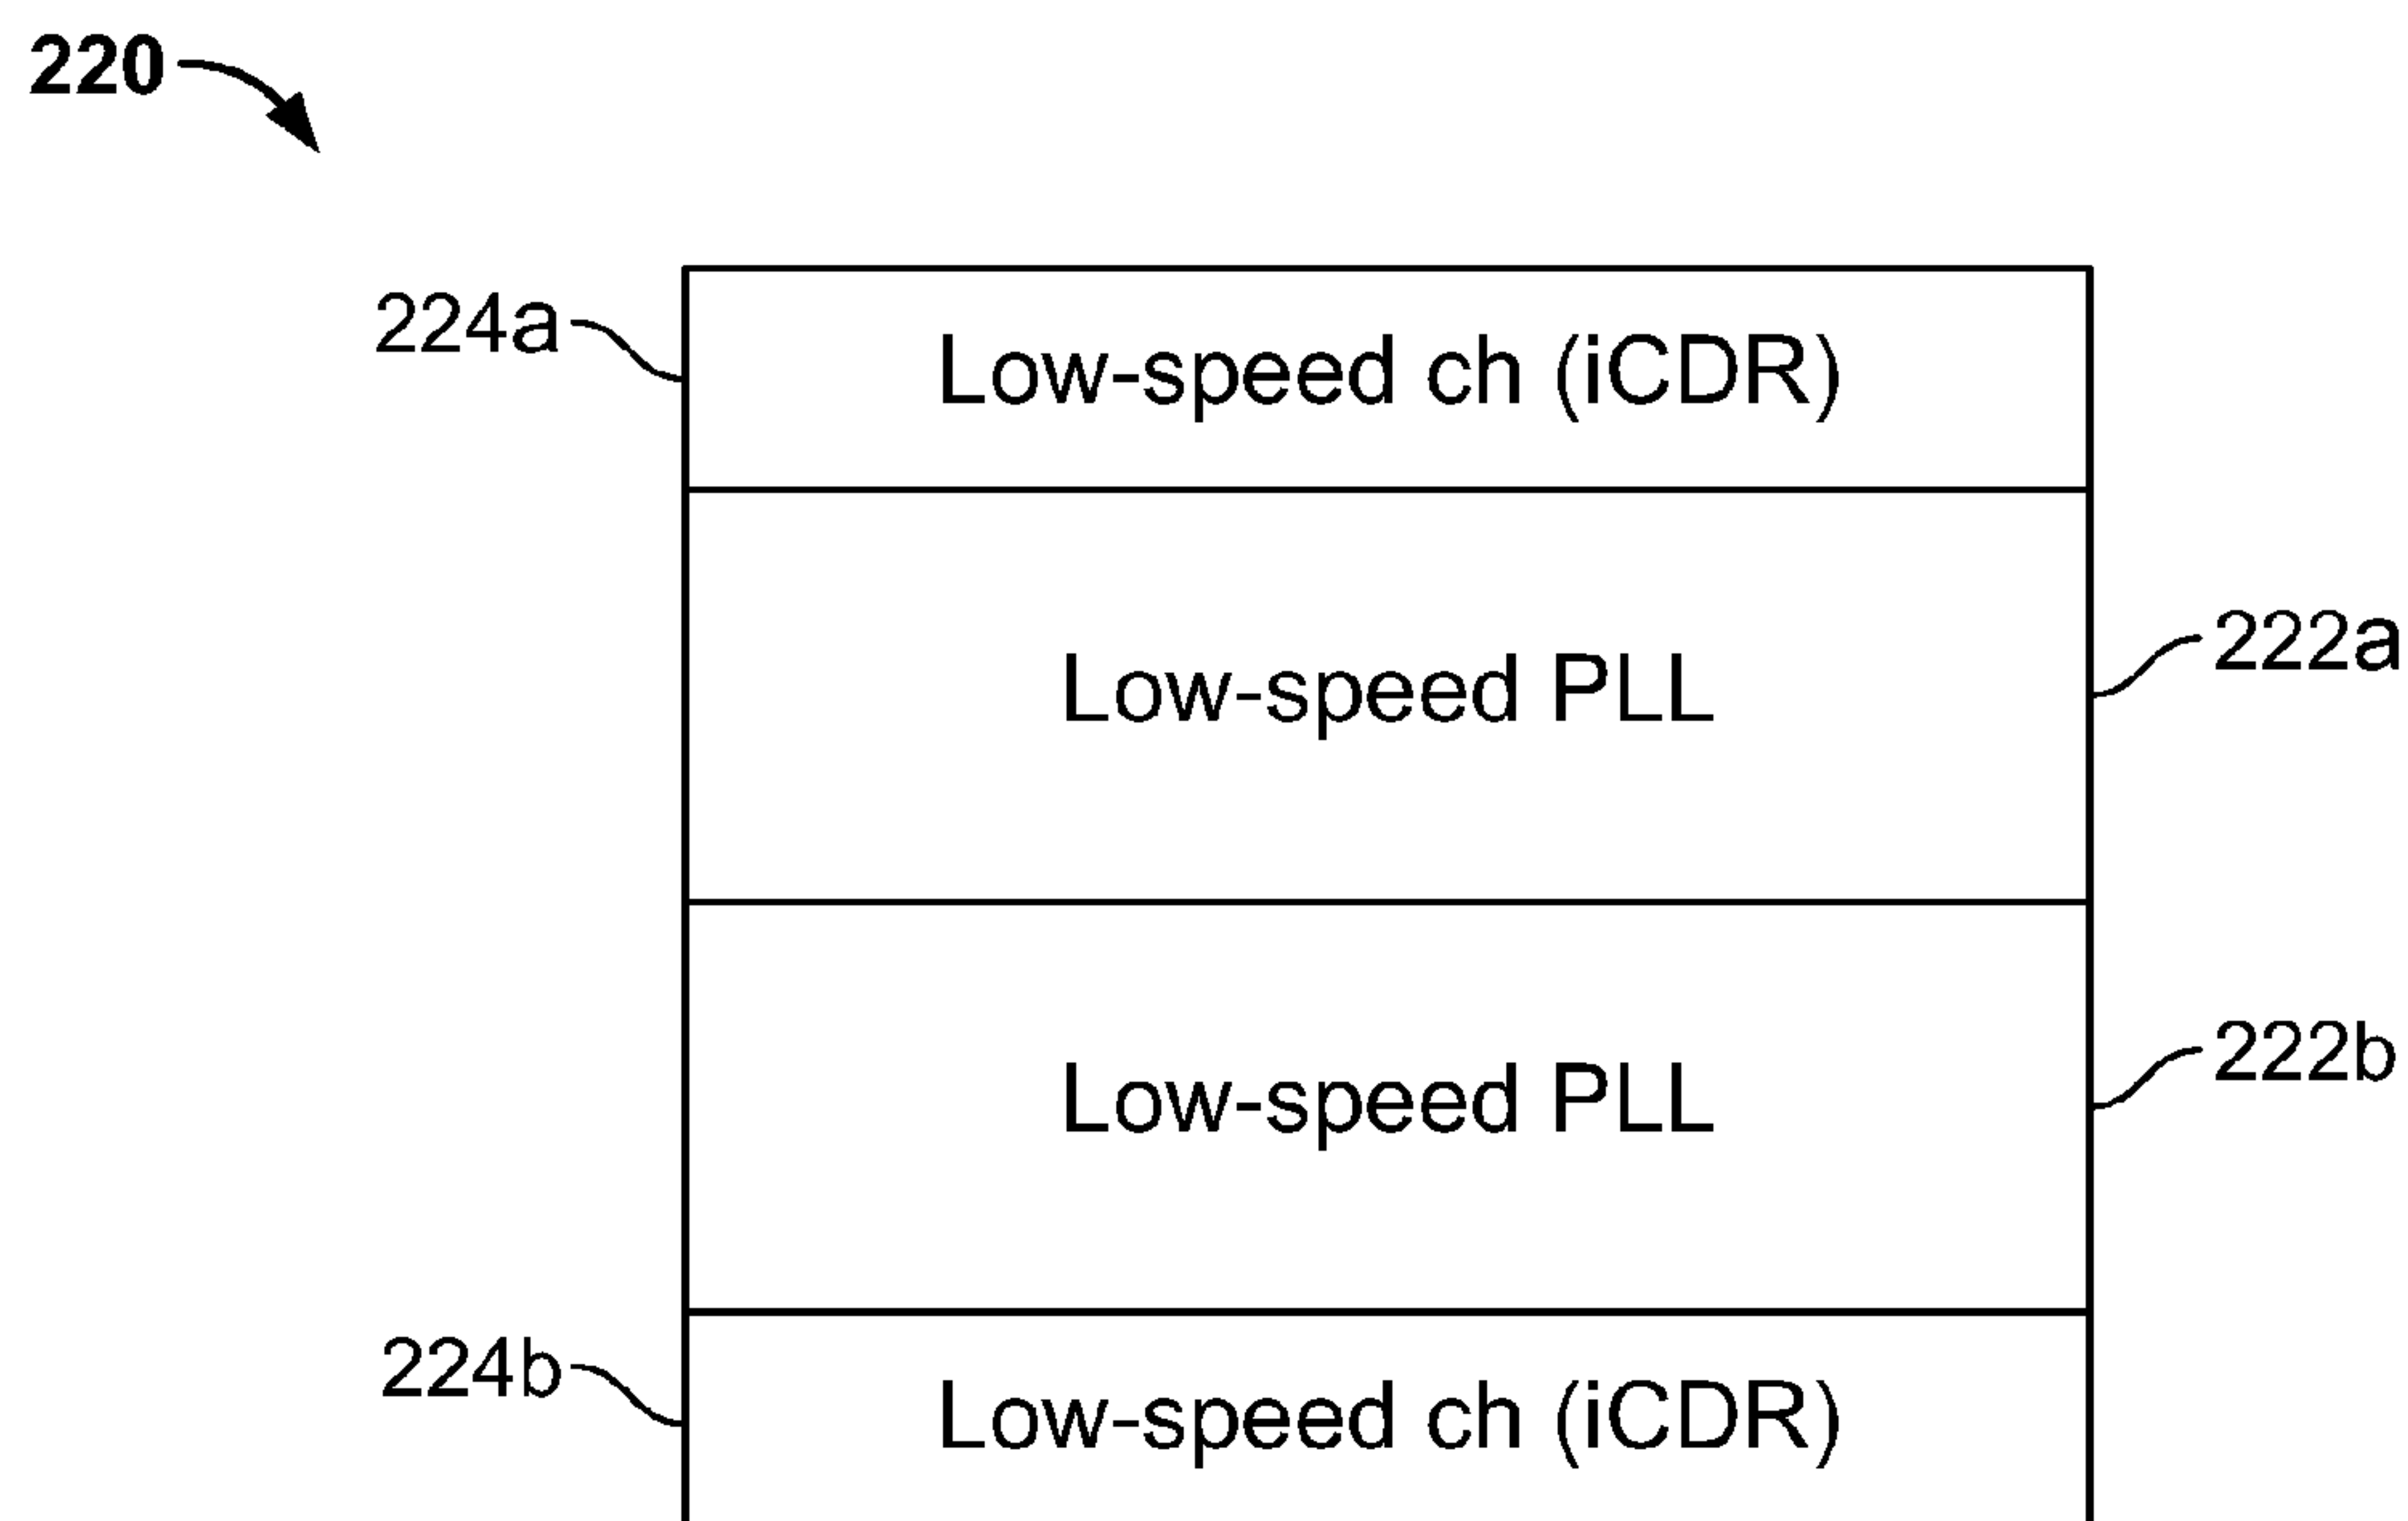 220
224a
Low-speed ch (iCDR)
Low-speed PLL
222a
Low-speed PLL
222b
224b
Low-speed ch (iCDR)